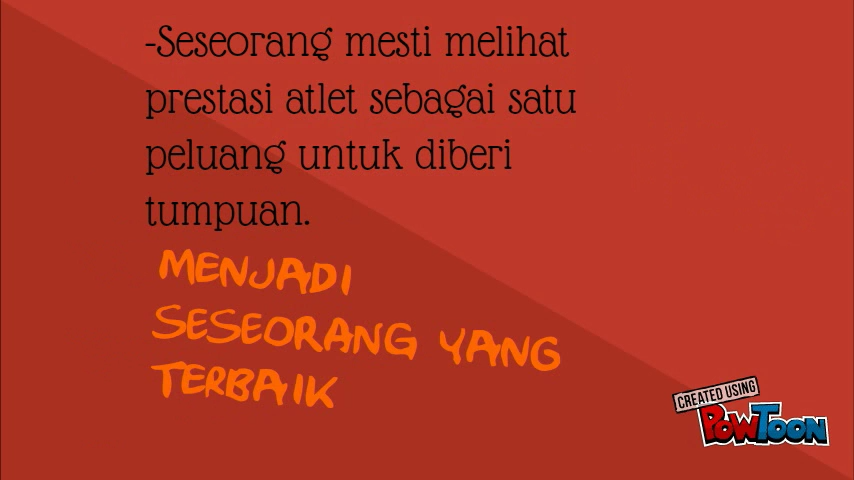 -Seseorang mesti melihat
prestasi atlet sebagai satu
peluang untuk diberi
tumpuan.
MENJADI
SESEORANG YANG
TERBAIK
CREATED USING
POWTOON